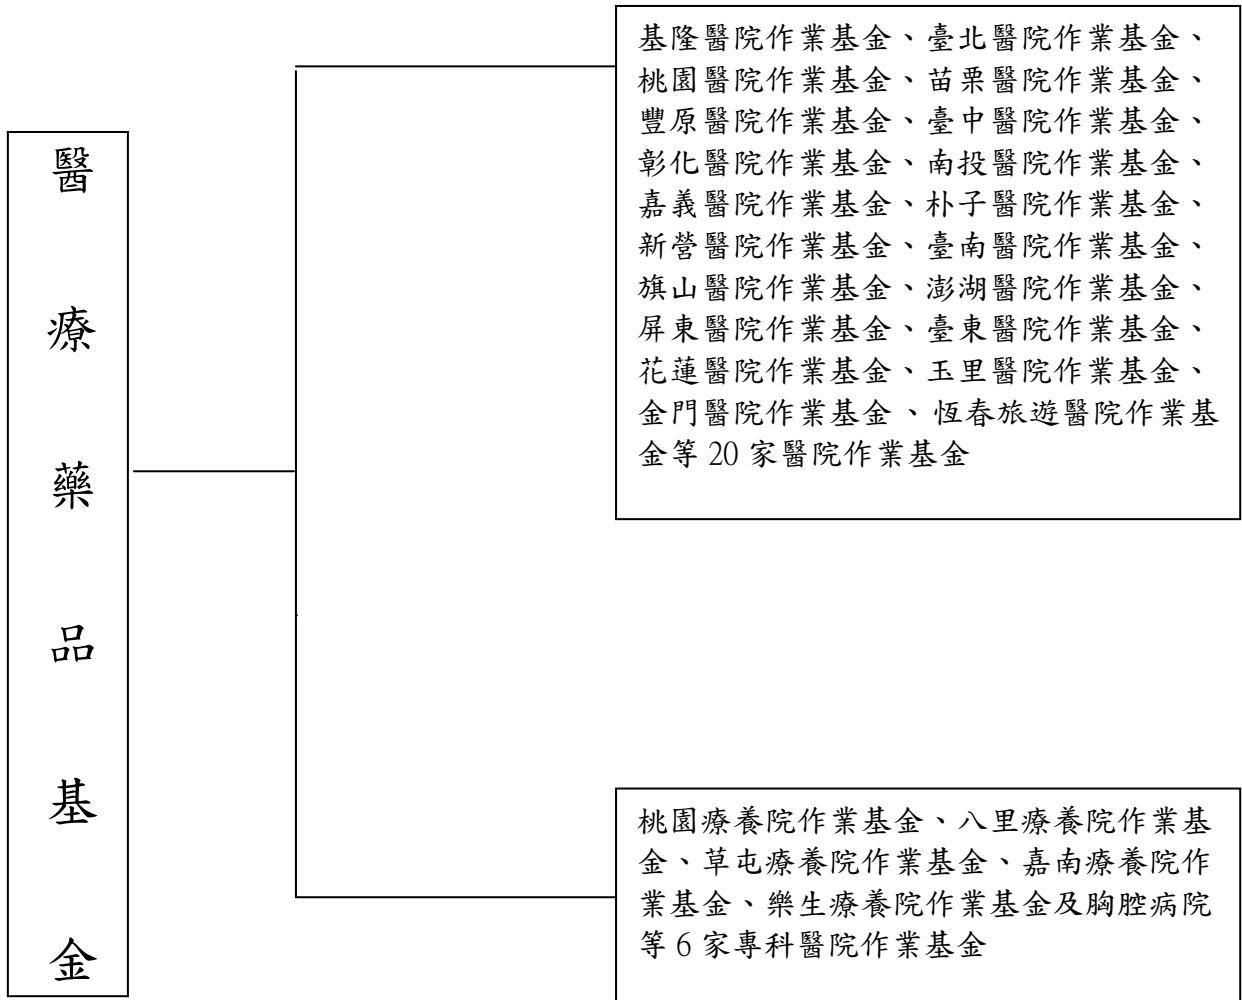 醫療藥品基金
基隆醫院作業基金、臺北醫院作業基金、
桃園醫院作業基金、苗栗醫院作業基金、
豐原醫院作業基金、臺中醫院作業基金、
彰化醫院作業基金、南投醫院作業基金、
嘉義醫院作業基金、朴子醫院作業基金、
新營醫院作業基金、臺南醫院作業基金、
旗山醫院作業基金、澎湖醫院作業基金、
屏東醫院作業基金、臺東醫院作業基金、
花蓮醫院作業基金、玉里醫院作業基金、
金門醫院作業基金、恆春旅遊醫院作業基
金等 20 家醫院作業基金
桃園療養院作業基金、八里療養院作業基
金、草屯療養院作業基金、嘉南療養院作
業基金、樂生療養院作業基金及胸腔病院
等 6 家專科醫院作業基金